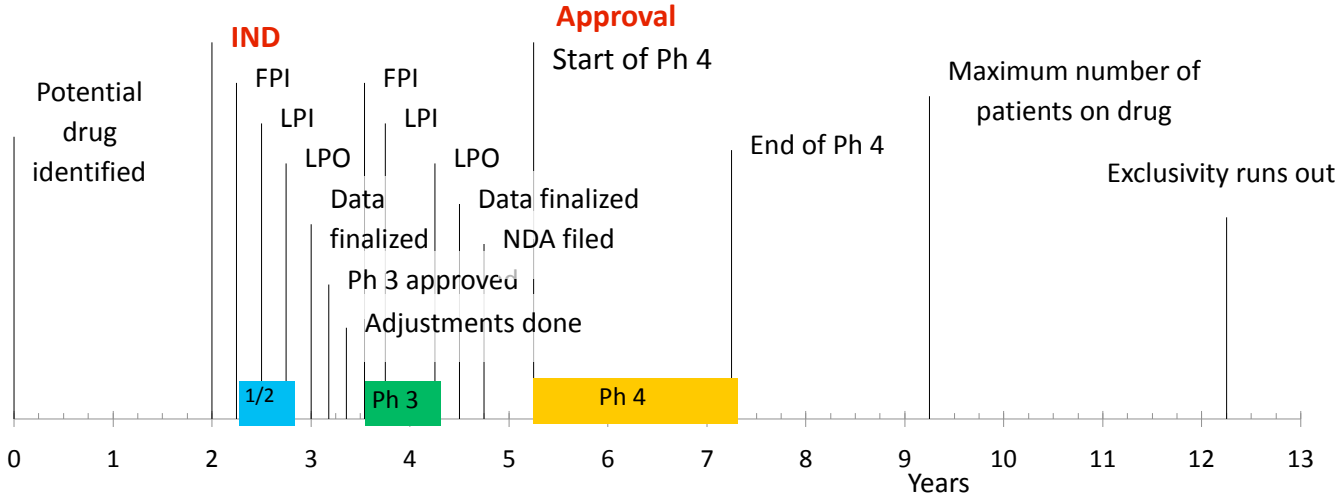 Approval
IND
Start of Ph 4
FPI
FPI
Maximum number of
patients on drug
Potential
drug
identified
LPI
LPI
End of Ph 4
LPO
LPO
Exclusivity runs out
Data
finalized
Data finalized
NDA filed
Ph 3 approved
Adjustments done
1/2
Ph 3
Ph 4
0 1 2 3 4 5 6 7 8 9 10 11 12 13
Years